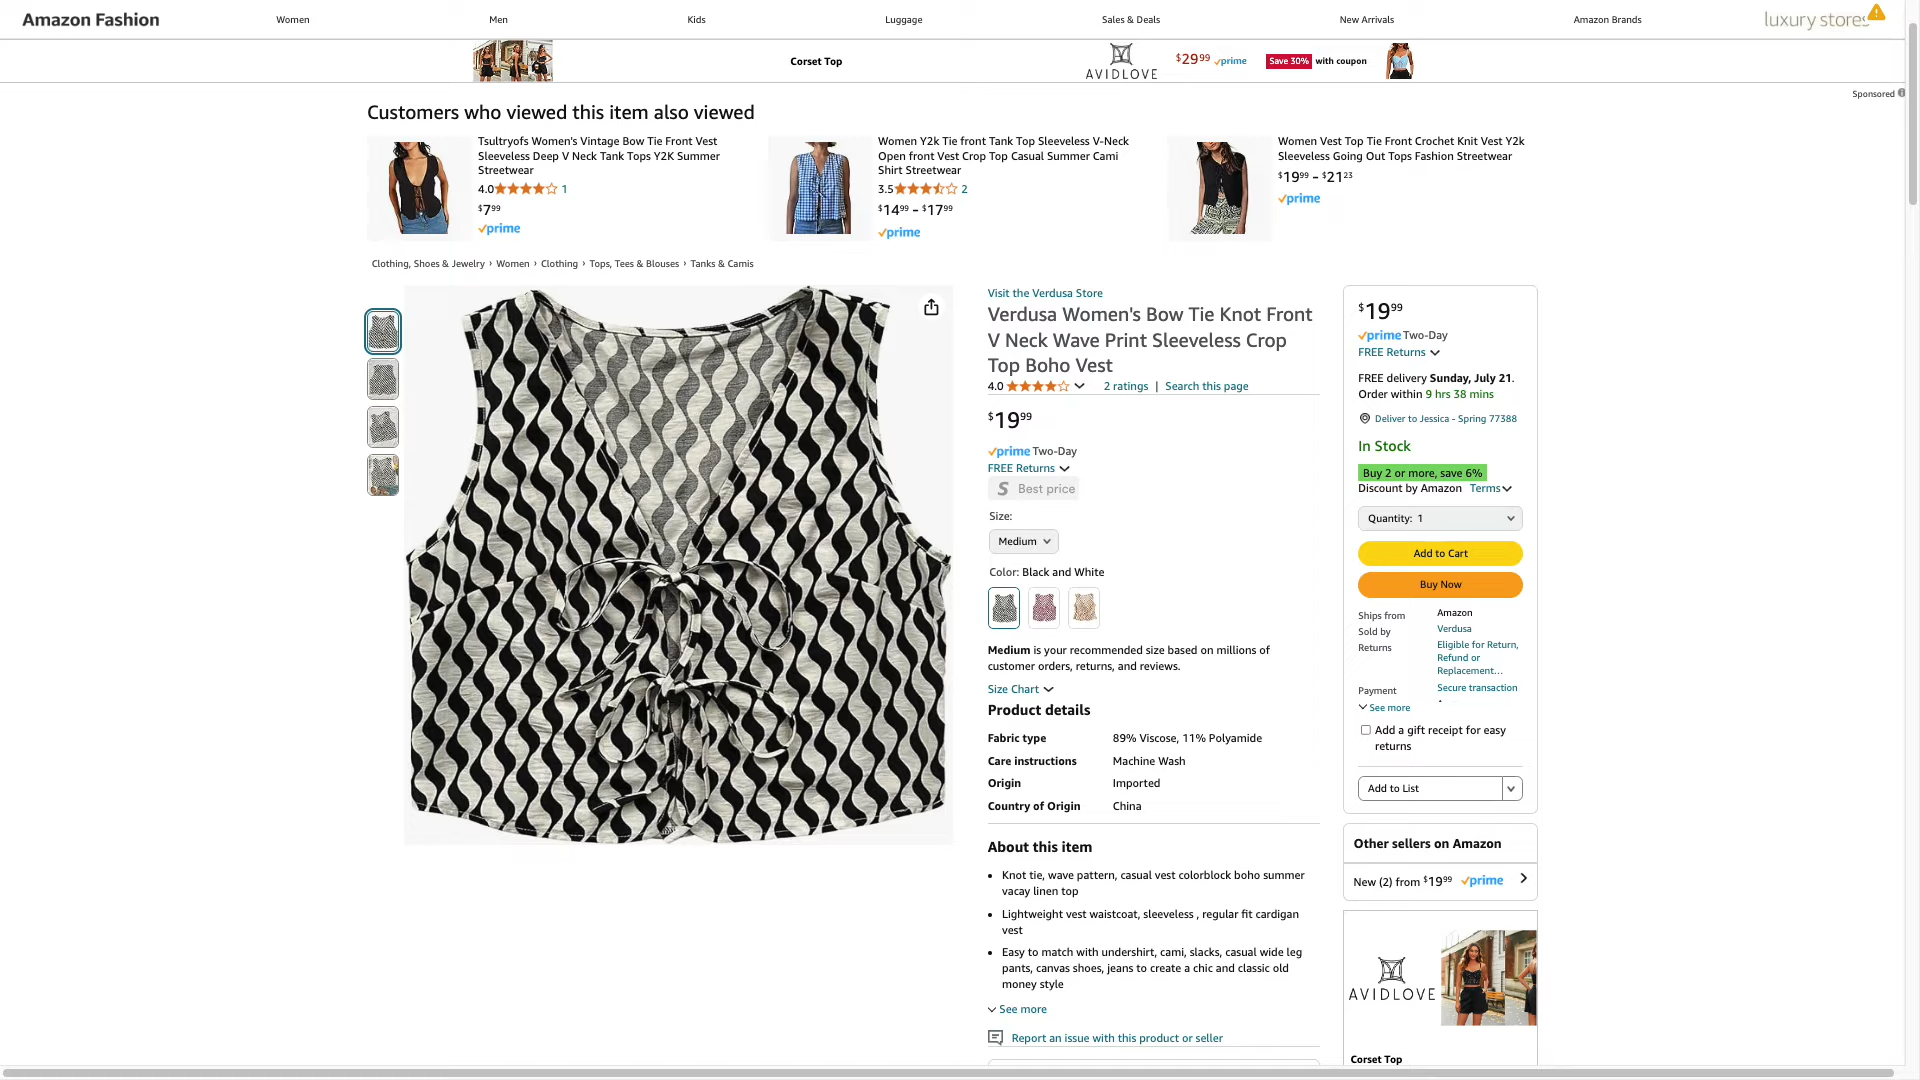 Amazon Fashion
Women
Men
Kids
Luggage
Sales & Deals
New Arrivals
Amazon Brands
luxury stores
Corset Top
AVIDLOVE
$29.99 prime
Save 30% with coupon
Sponsored
Customers who viewed this item also viewed
Tsultryofs Women's Vintage Bow Tie Front Vest
Sleeveless Deep V Neck Tank Tops Y2K Summer
Streetwear
4.0 1
$7.99
prime
Women Y2k Tie front Tank Top Sleeveless V-Neck
Open front Vest Crop Top Casual Summer Cami
Shirt Streetwear
3.5 2
$14.99 - $17.99
prime
Women Vest Top Tie Front Crochet Knit Vest Y2k
Sleeveless Going Out Tops Fashion Streetwear
$19.99 - $21.23
prime
Clothing, Shoes & Jewelry › Women › Clothing › Tops, Tees & Blouses › Tanks & Camis
Visit the Verdusa Store
Verdusa Women's Bow Tie Knot Front
V Neck Wave Print Sleeveless Crop
Top Boho Vest
4.0 2 ratings | Search this page
$19.99
prime Two-Day
FREE Returns
Best price
Size:
Medium
Color: Black and White
Medium is your recommended size based on millions of
customer orders, returns, and reviews.
Size Chart
Product details
Fabric type 89% Viscose, 11% Polyamide
Care instructions Machine Wash
Origin Imported
Country of Origin China
About this item
• Knot tie, wave pattern, casual vest colorblock boho summer
vacay linen top
• Lightweight vest waistcoat, sleeveless , regular fit cardigan
vest
• Easy to match with undershirt, cami, slacks, casual wide leg
pants, canvas shoes, jeans to create a chic and classic old
money style
See more
Report an issue with this product or seller
$19.99
prime Two-Day
FREE Returns
FREE delivery Sunday, July 21.
Order within 9 hrs 38 mins
Deliver to Jessica - Spring 77388
In Stock
Buy 2 or more, save 6%
Discount by Amazon Terms
Quantity: 1
Add to Cart
Buy Now
Ships from Amazon
Sold by Verdusa
Returns Eligible for Return,
Refund or
Replacement…
Payment Secure transaction
See more
Add a gift receipt for easy
returns
Add to List
Other sellers on Amazon
New (2) from $19.99 prime
AVIDLOVE
Corset Top